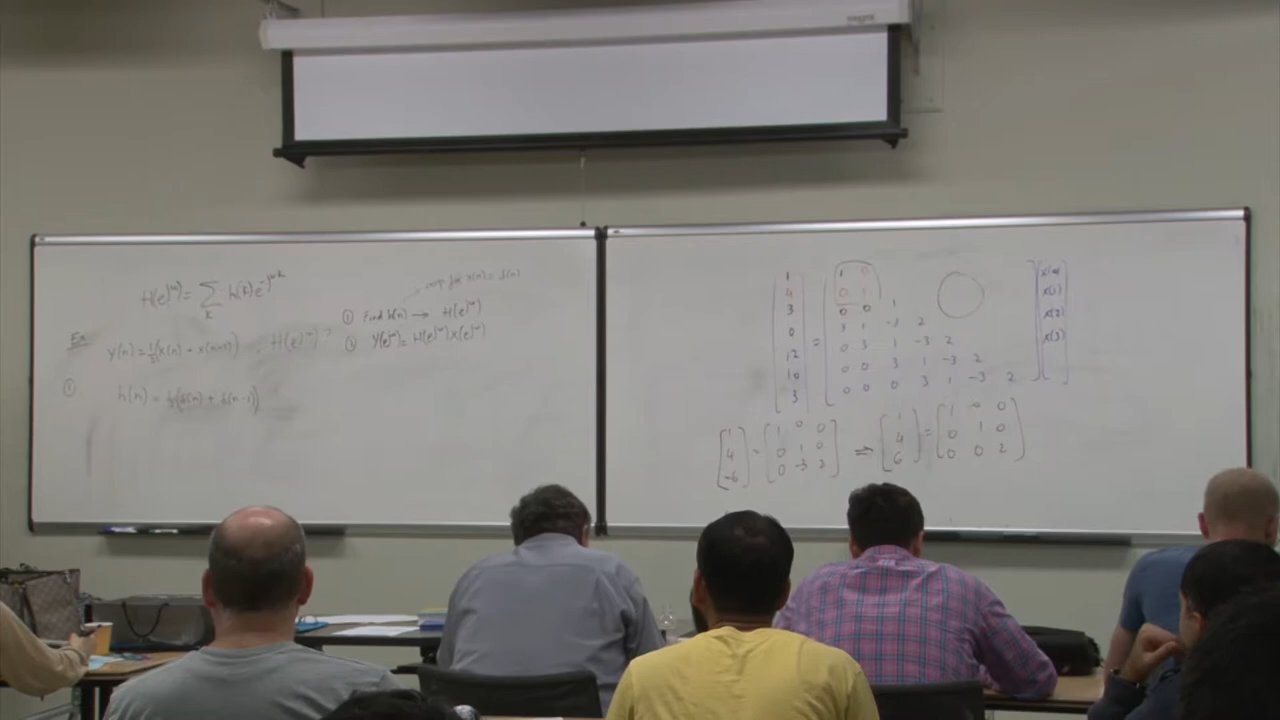 H(e^jω) = Σ_k h(k) e^-jωk
resp for x(n) = δ(n)
① Find h(n) → H(e^jω)
② Y(e^jω) = H(e^jω) X(e^jω)
Ex
y(n) = 1/2(x(n) + x(n-1)) H(e^jω) ?
① h(n) = 1/2(δ(n) + δ(n-1))
1 1 0 x(0)
4 0 1 x(1)
3 0 0 1 x(2)
0 = 3 1 -3 2 x(3)
12 0 3 1 -3 2
10 0 0 3 1 -3 2
3 0 0 0 3 1 -3 2
1 1 0 0 1 1 0 0
4 = 0 1 0 ⇒ 4 = 0 1 0
-6 0 -3 2 6 0 0 2